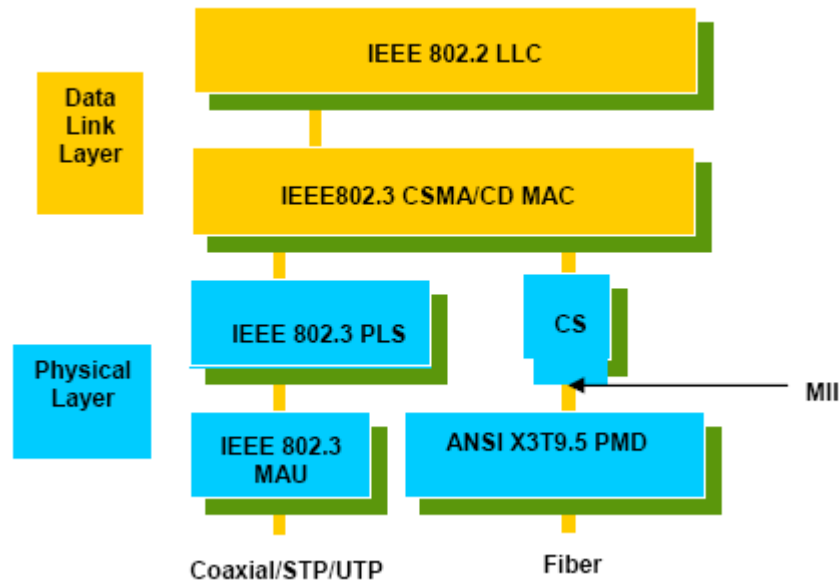 IEEE 802.2 LLC
Data
Link
Layer
IEEE802.3 CSMA/CD MAC
IEEE 802.3 PLS
CS
Physical
Layer
MII
IEEE 802.3
MAU
ANSI X3T9.5 PMD
Coaxial/STP/UTP
Fiber